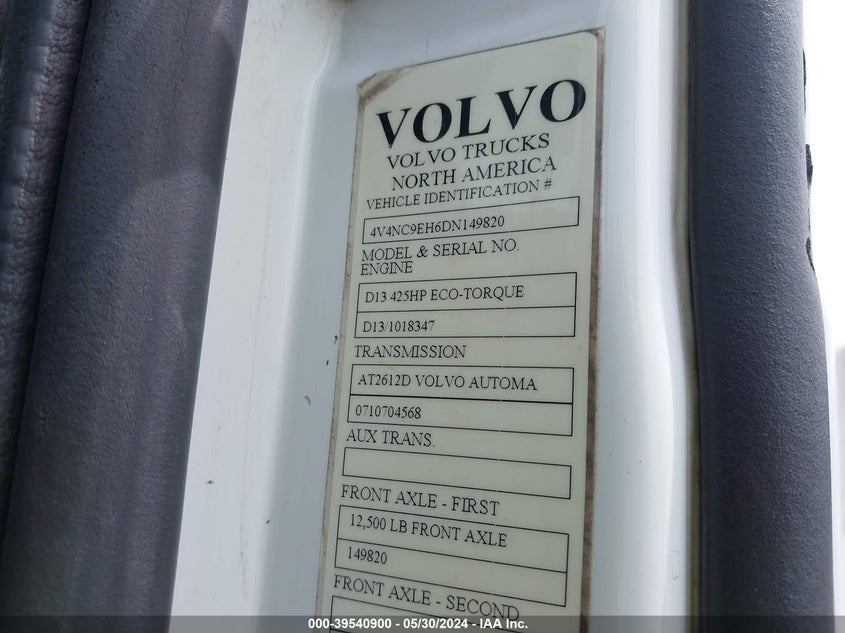 VOLVO
VOLVO TRUCKS
NORTH AMERICA
VEHICLE IDENTIFICATION #
4V4NC9EH6DN149820
MODEL & SERIAL NO.
ENGINE
D13 425HP ECO-TORQUE
D13/1018347
TRANSMISSION
AT2612D VOLVO AUTOMA
0710704568
AUX TRANS.
FRONT AXLE - FIRST
12,500 LB FRONT AXLE
149820
FRONT AXLE - SECOND
000-39540900 - 05/30/2024 - IAA Inc.